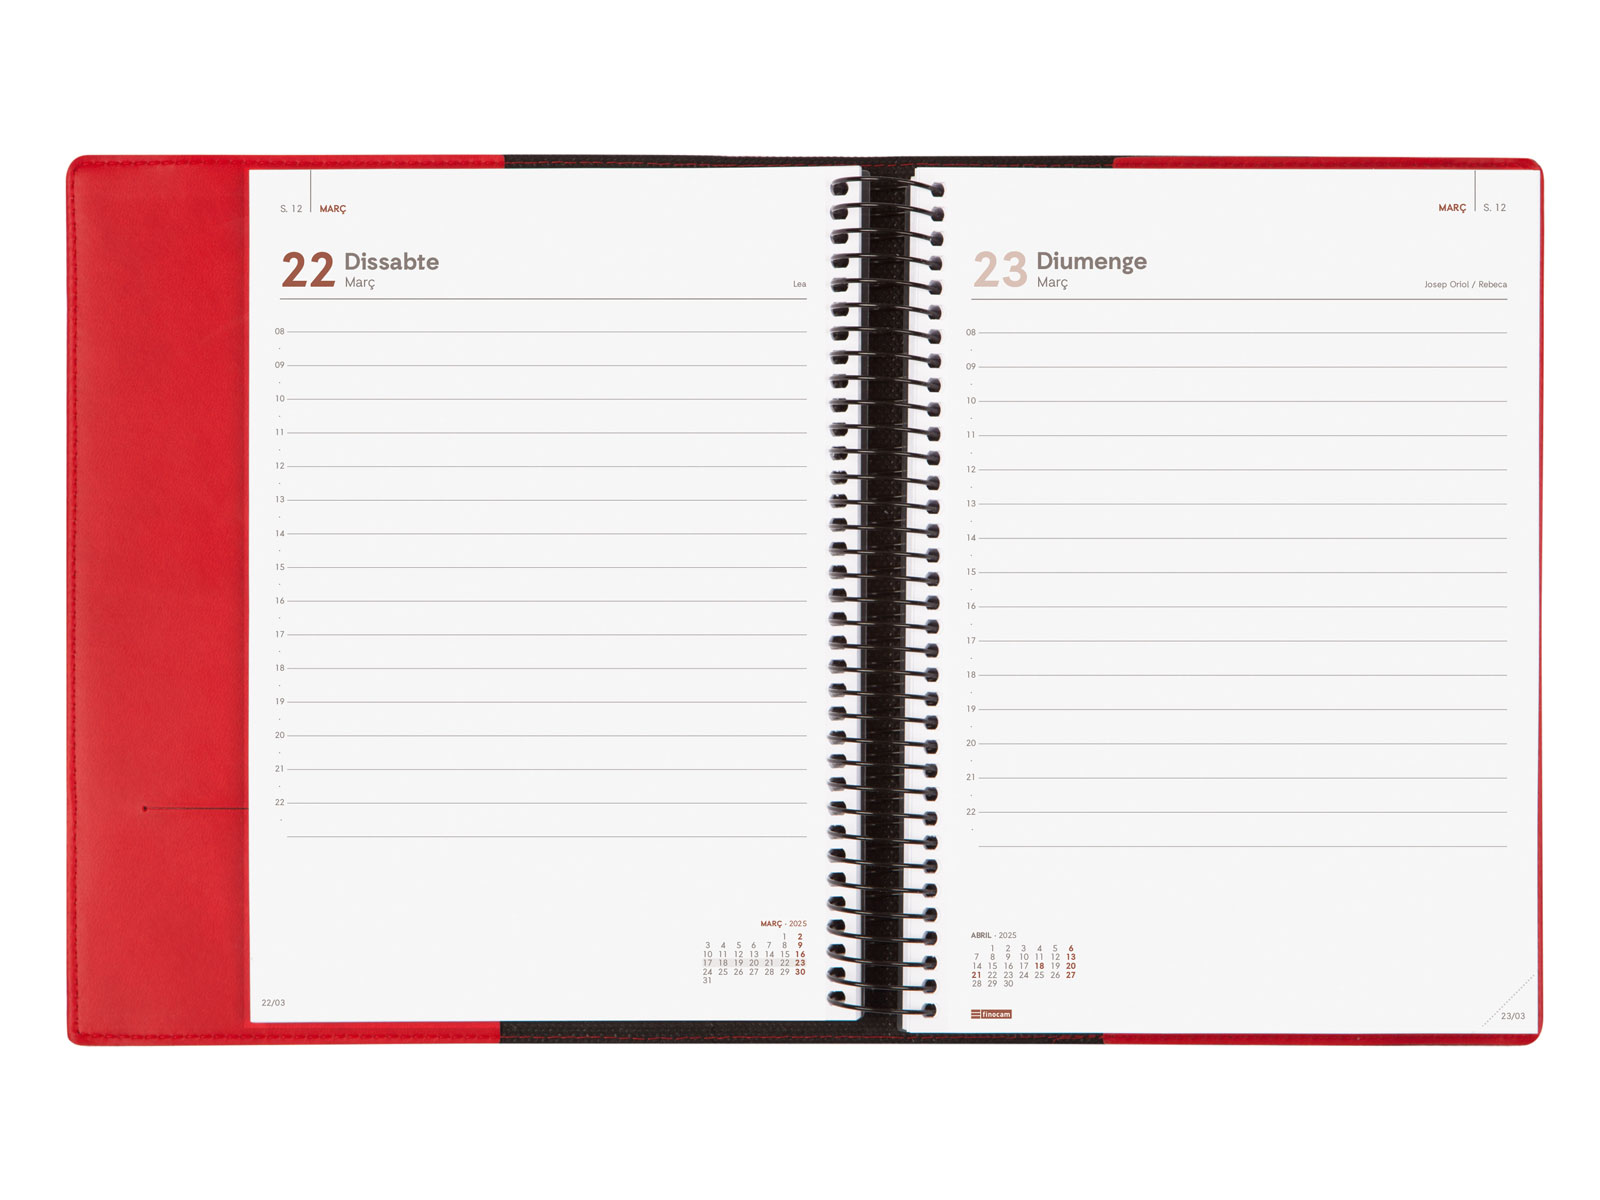 S. 12 MARÇ
22 Dissabte
Març
Lea
08
09
10
11
12
13
14
15
16
17
18
19
20
21
22
MARÇ · 2025
1 2
3 4 5 6 7 8 9
10 11 12 13 14 15 16
17 18 19 20 21 22 23
24 25 26 27 28 29 30
31
22/03
MARÇ S. 12
23 Diumenge
Març
Josep Oriol / Rebeca
08
09
10
11
12
13
14
15
16
17
18
19
20
21
22
ABRIL · 2025
1 2 3 4 5 6
7 8 9 10 11 12 13
14 15 16 17 18 19 20
21 22 23 24 25 26 27
28 29 30
finocam
23/03